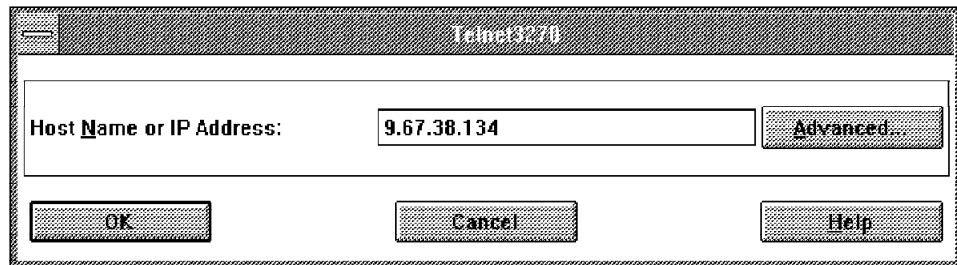 Telnet3270
Host Name or IP Address: 9.67.38.134 Advanced...
OK Cancel Help